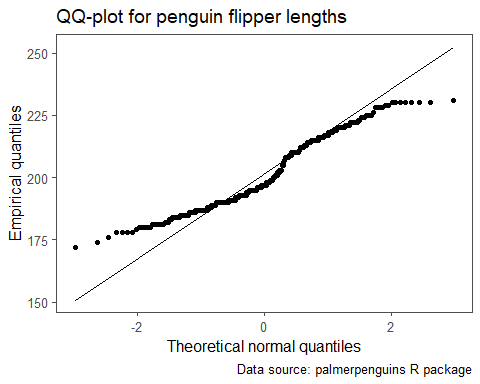 QQ-plot for penguin flipper lengths
250
225
200
175
150
Empirical quantiles
-2
0
2
Theoretical normal quantiles
Data source: palmerpenguins R package